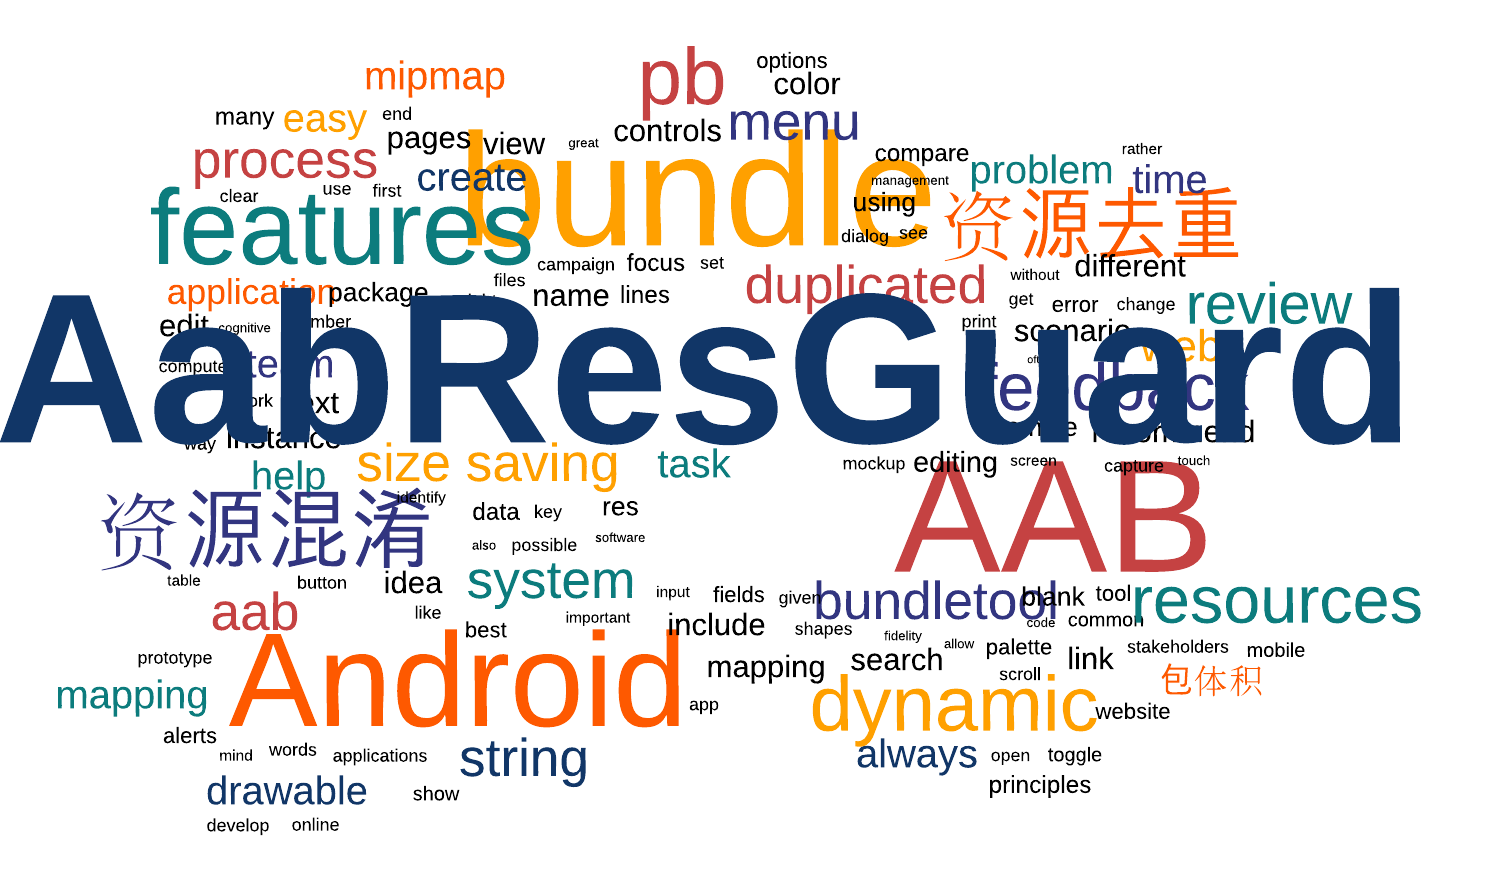 pb
options
mipmap
color
many
easy
end
menu
controls
pages
view
great
bundle
process
compare
rather
problem
create
management
time
use
first
clear
using
features
资源去重
dialog
see
campaign
focus
set
different
files
without
duplicated
application
package
name
lines
get
error
change
review
edit
cognitive
print
scenario
AabResGuard
web
team
feedback
way
instance
size saving
task
mockup
editing
screen
capture
touch
help
AAB
identify
资源混淆
data
key
res
also
possible
software
table
button
idea
system
input
fields
given
bundletool
blank
tool
resources
aab
like
important
include
shapes
code
common
best
fidelity
allow
palette
stakeholders
mobile
prototype
Android
mapping
search
link
scroll
包体积
mapping
app
dynamic
website
alerts
mind
words
applications
string
always
open
toggle
drawable
show
principles
develop
online